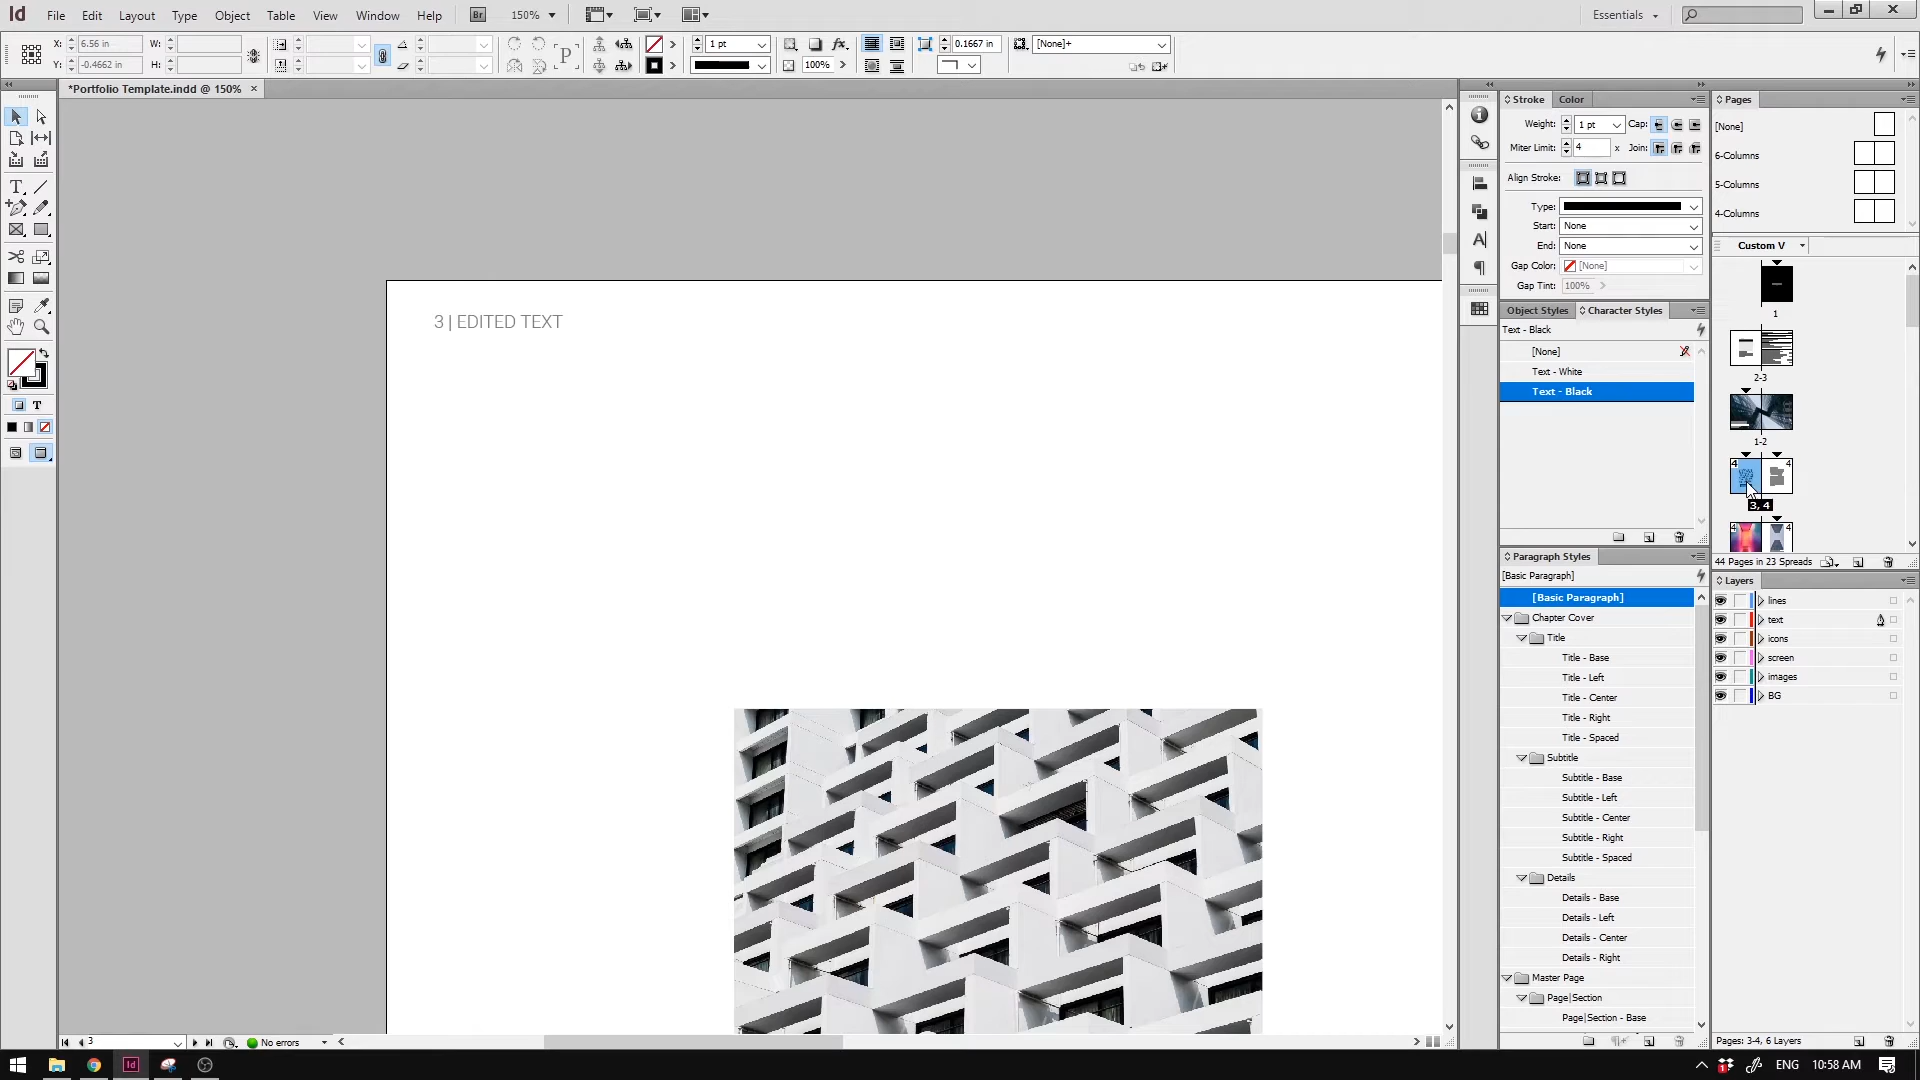 Id File Edit Layout Type Object Table View Window Help Br 150% Essentials
X: 6.56 in W: 1 pt 0.1667 in [None]+
Y: -0.4662 in H: 100%
*Portfolio Template.indd @ 150% ×
3 | EDITED TEXT
Stroke Color
Weight: 1 pt Cap:
Miter Limit: 4 x Join:
Align Stroke:
Type:
Start: None
End: None
Gap Color: [None]
Gap Tint: 100%
Object Styles Character Styles
Text - Black
[None]
Text - White
Text - Black
Paragraph Styles
[Basic Paragraph]
[Basic Paragraph]
Chapter Cover
Title
Title - Base
Title - Left
Title - Center
Title - Right
Title - Spaced
Subtitle
Subtitle - Base
Subtitle - Left
Subtitle - Center
Subtitle - Right
Subtitle - Spaced
Details
Details - Base
Details - Left
Details - Center
Details - Right
Master Page
Page|Section
Page|Section - Base
Pages
[None]
6-Columns
5-Columns
4-Columns
Custom V
1
2-3
1-2
4 4
3, 4
4 4
44 Pages in 23 Spreads
Layers
lines
text
icons
screen
images
BG
Pages: 3-4, 6 Layers
3 No errors
Id ENG 10:58 AM